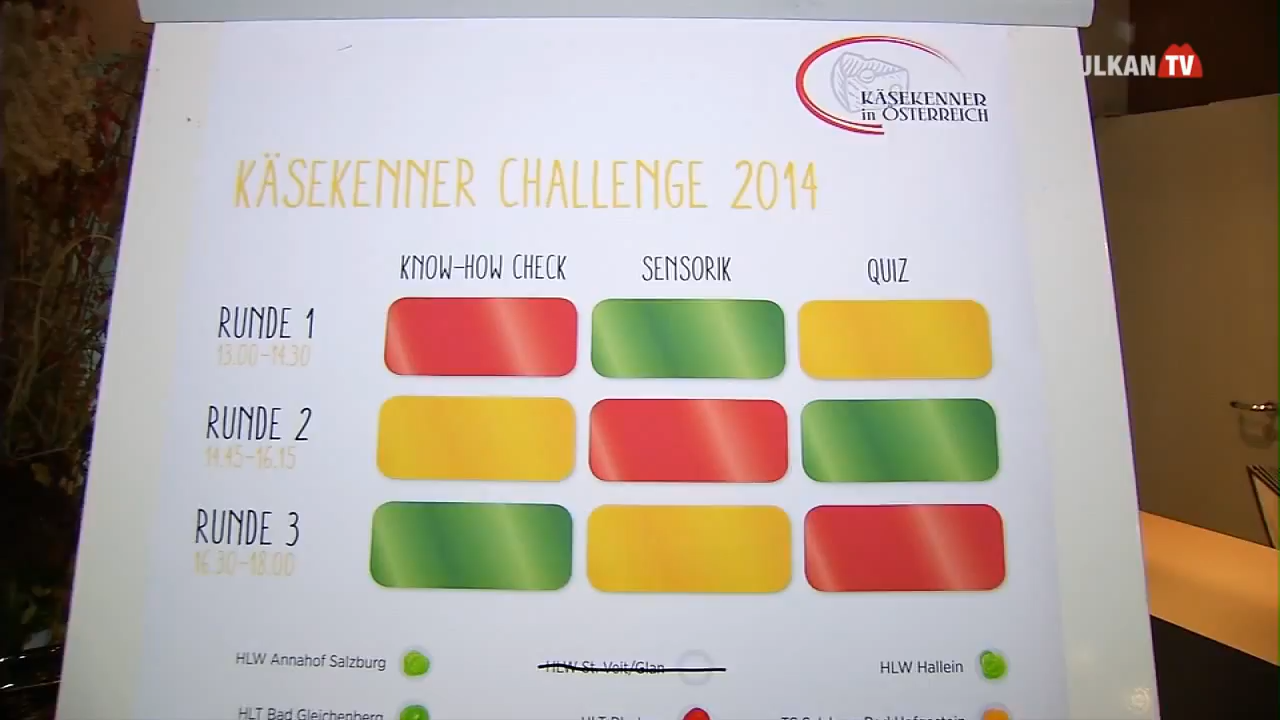 ULKAN TV
KÄSEKENNER
in ÖSTERREICH
KÄSEKENNER CHALLENGE 2014
KNOW-HOW CHECK SENSORIK QUIZ
RUNDE 1
13.00-14.30
RUNDE 2
14.45-16.15
RUNDE 3
16.30-18.00
HLW Annahof Salzburg HLW St. Veit/Glan HLW Hallein
HLT Bad Gleichenberg HLT